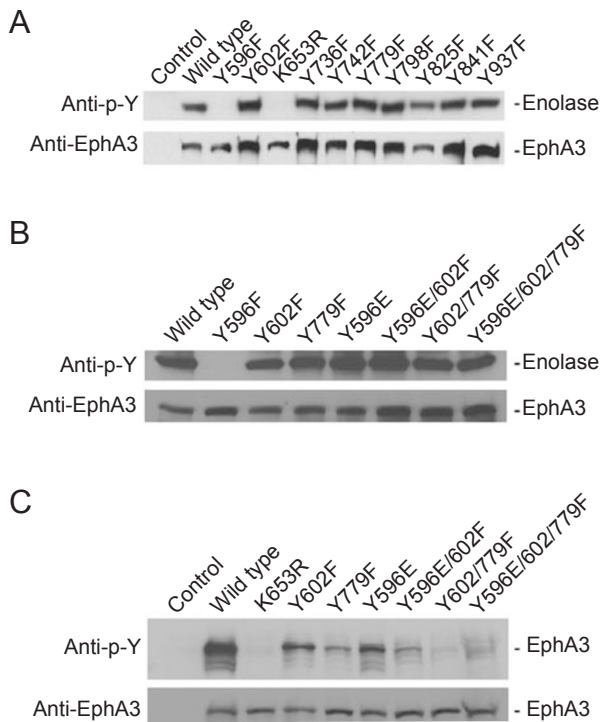 A
Control
Wild type
Y596F
Y602F
K653R
Y736F
Y742F
Y779F
Y798F
Y825F
Y841F
Y937F
Anti-p-Y
-Enolase
Anti-EphA3
-EphA3
B
Wild type
Y596F
Y602F
Y779F
Y596E
Y596E/602F
Y602/779F
Y596E/602/779F
Anti-p-Y
-Enolase
Anti-EphA3
-EphA3
C
Control
Wild type
K653R
Y602F
Y779F
Y596E
Y596E/602F
Y602/779F
Y596E/602/779F
Anti-p-Y
- EphA3
Anti-EphA3
- EphA3